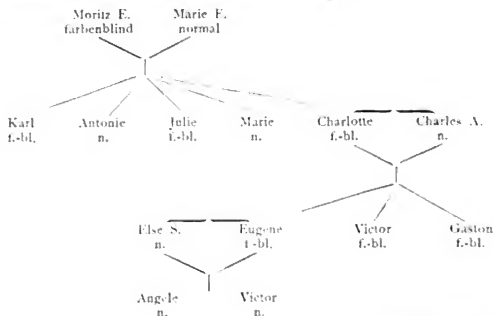 Moritz E. Marie F.
farbenblind normal
Karl Antonie Julie Marie Charlotte Charles A.
f.-bl. n. f.-bl. n. f.-bl. n.
Else S. Eugene Victor Gaston
n. f.-bl. f.-bl. f.-bl.
Angele Victor
n. n.